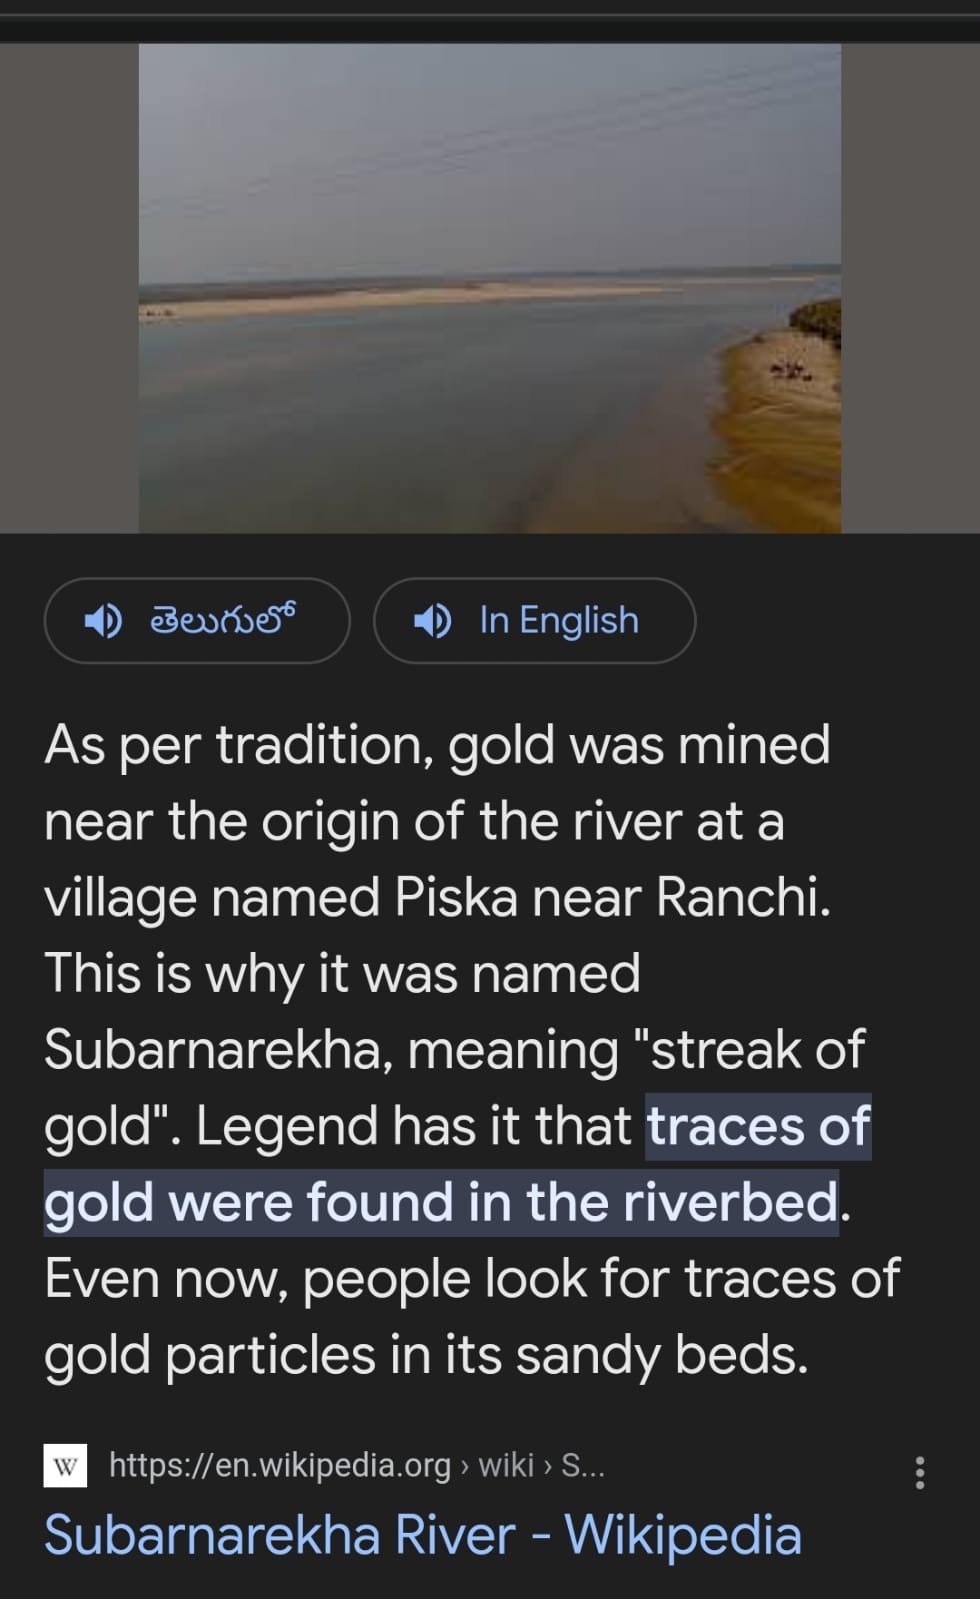 తెలుగులో
In English
As per tradition, gold was mined
near the origin of the river at a
village named Piska near Ranchi.
This is why it was named
Subarnarekha, meaning "streak of
gold". Legend has it that traces of
gold were found in the riverbed.
Even now, people look for traces of
gold particles in its sandy beds.
W https://en.wikipedia.org › wiki › S...
Subarnarekha River - Wikipedia